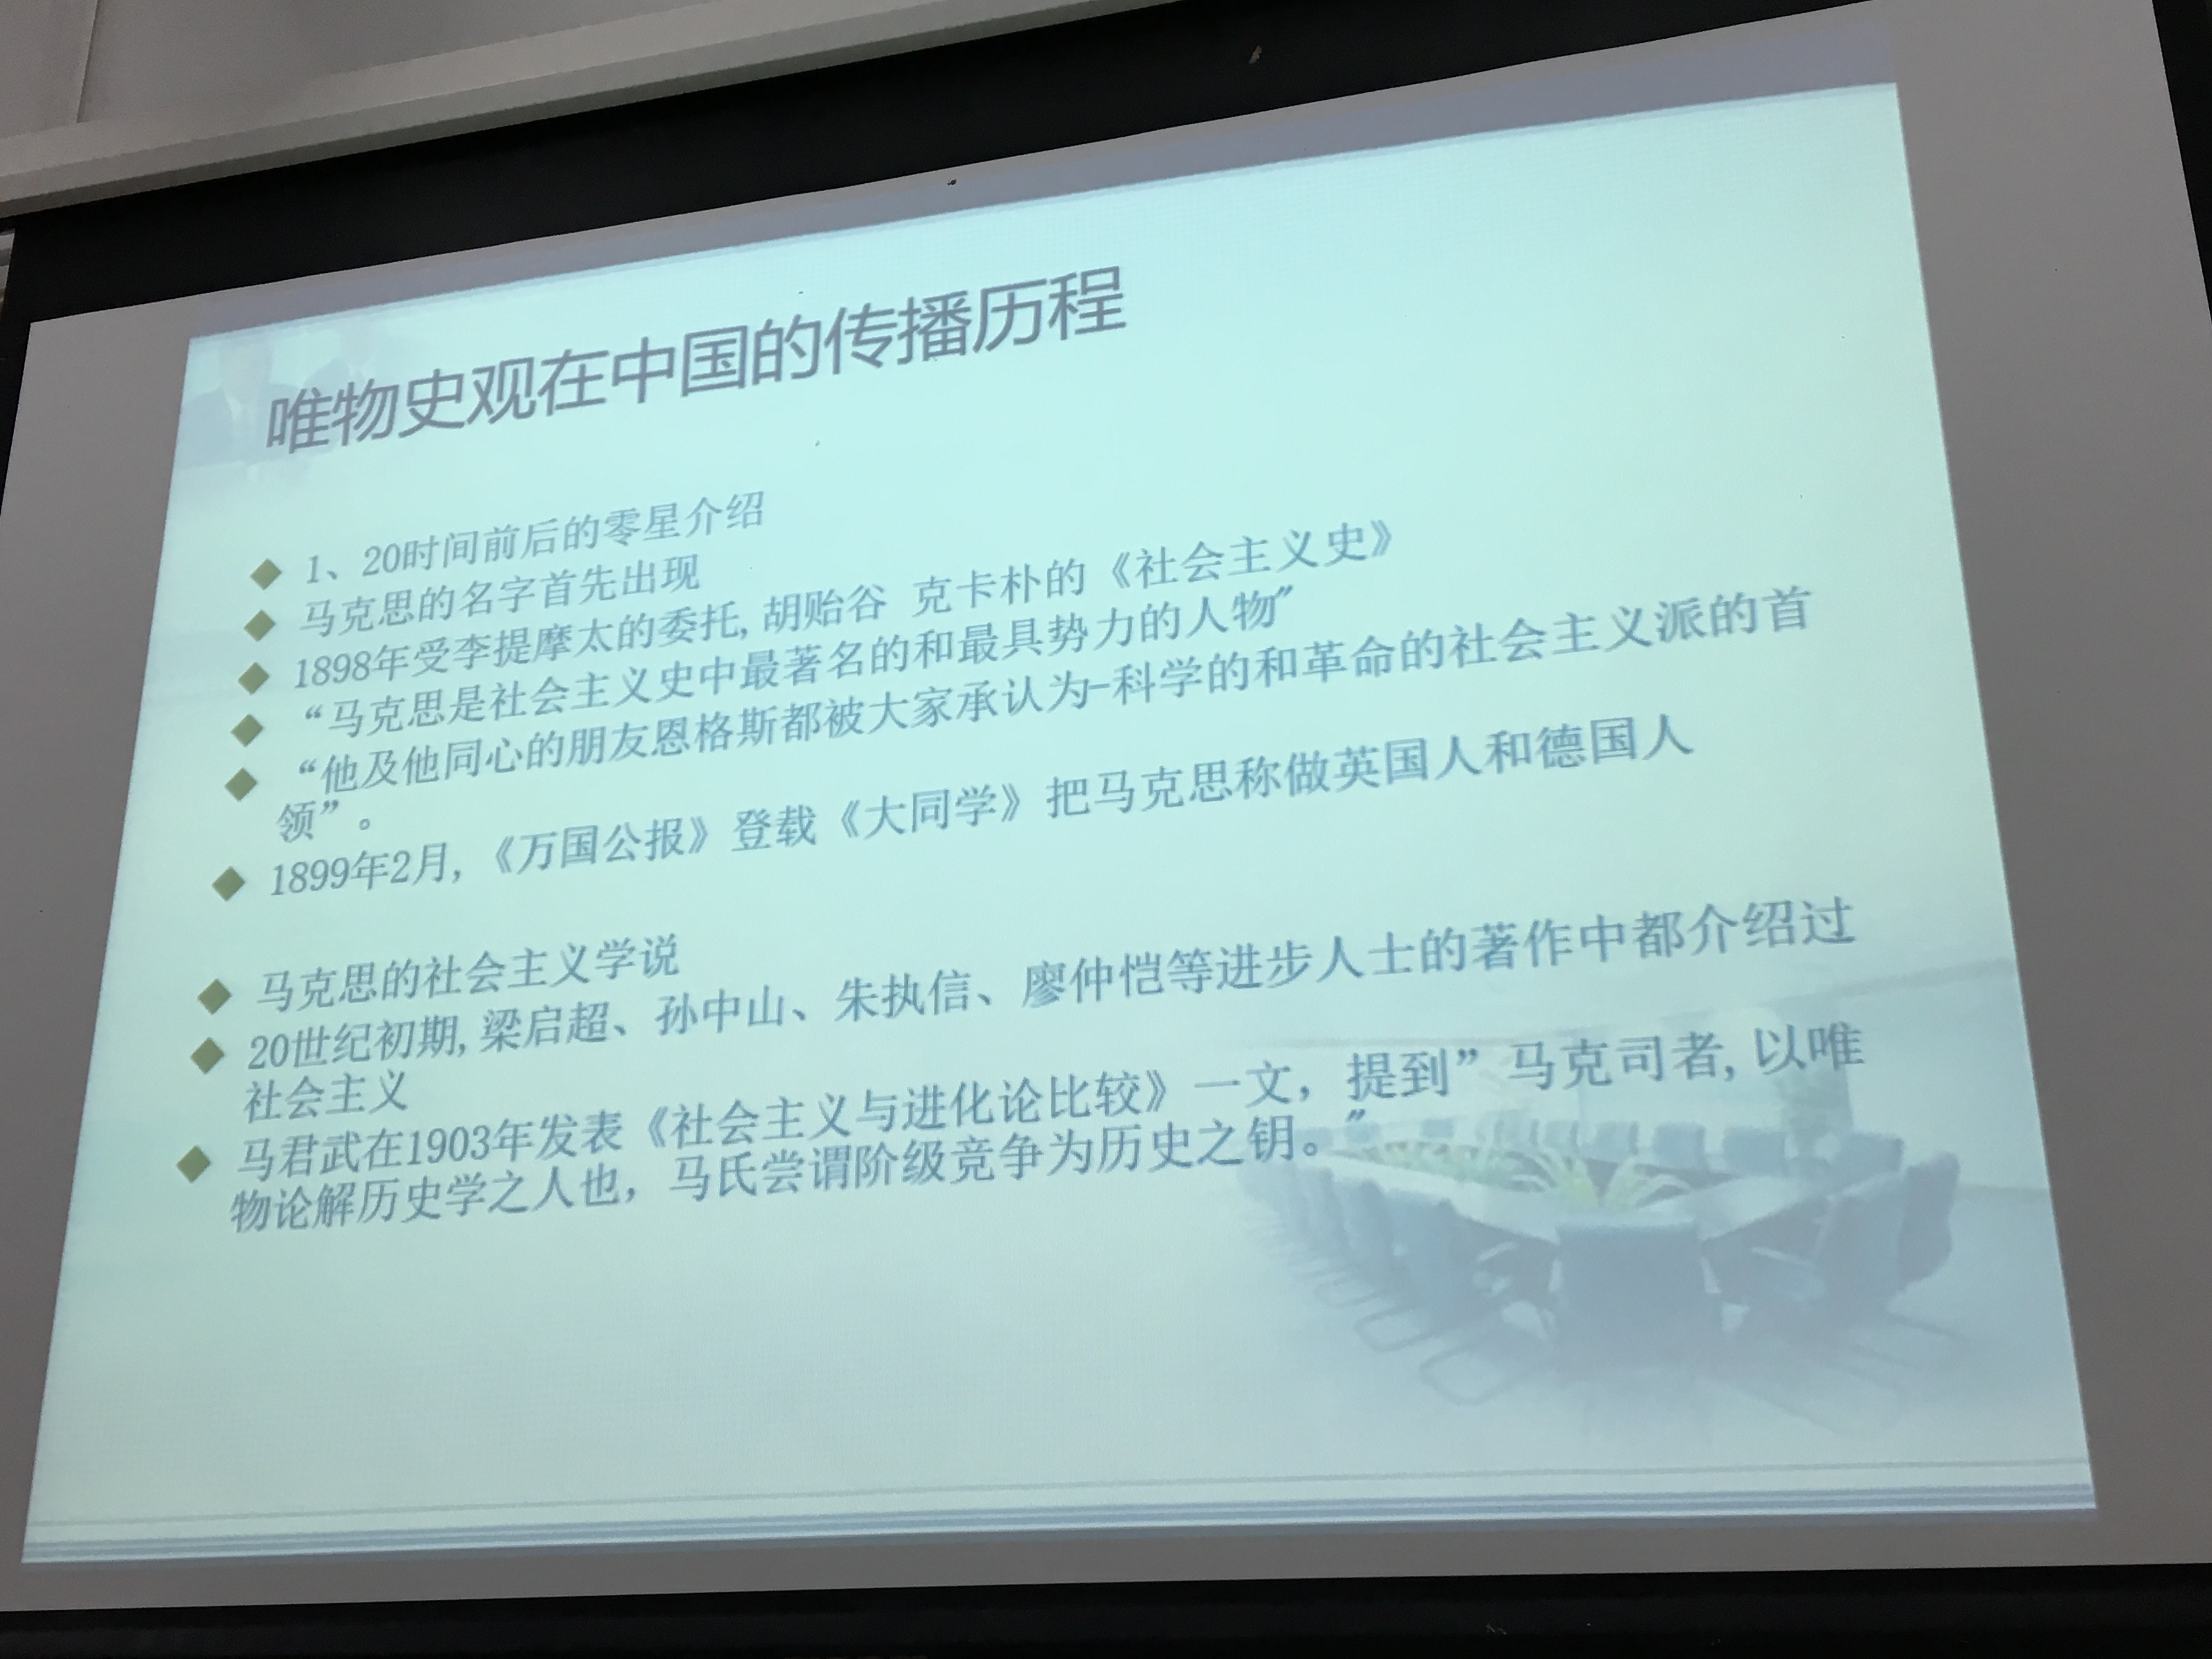 唯物史观在中国的传播历程
1、20时间前后的零星介绍
马克思的名字首先出现
1898年受李提摩太的委托,胡贻谷 克卡朴的《社会主义史》
“马克思是社会主义史中最著名的和最具势力的人物"
“他及他同心的朋友恩格斯都被大家承认为-科学的和革命的社会主义派的首
领”。
1899年2月,《万国公报》登载《大同学》把马克思称做英国人和德国人
马克思的社会主义学说
20世纪初期,梁启超、孙中山、朱执信、廖仲恺等进步人士的著作中都介绍过
社会主义
马君武在1903年发表《社会主义与进化论比较》一文，提到”马克司者,以唯
物论解历史学之人也，马氏尝谓阶级竞争为历史之钥。"